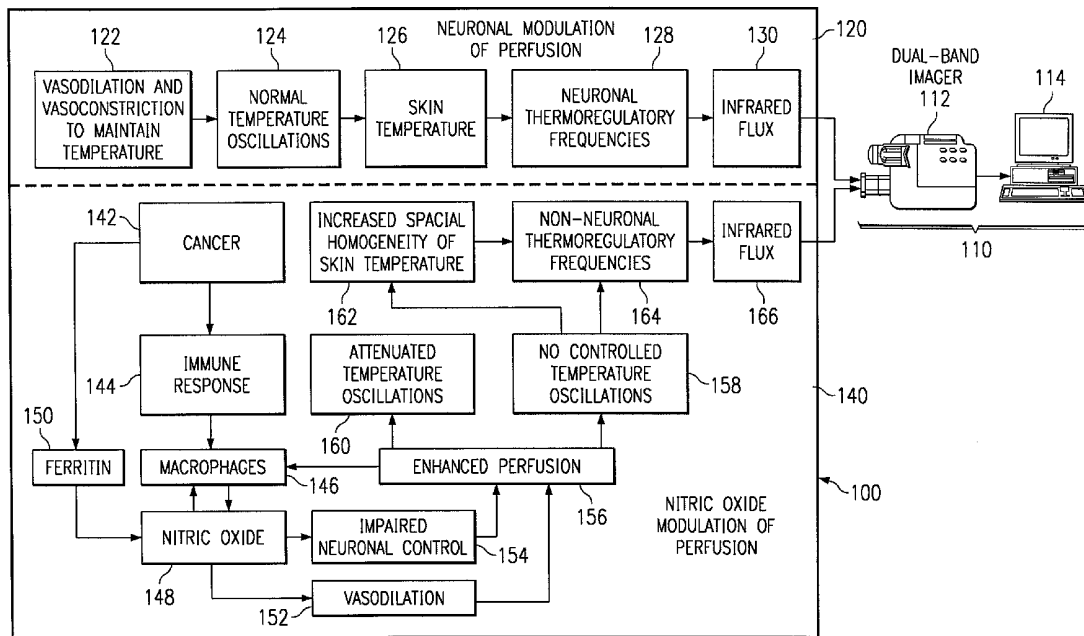 122
124
126
NEURONAL MODULATION
OF PERFUSION
128
130
120
VASODILATION AND
VASOCONSTRICTION
TO MAINTAIN
TEMPERATURE
NORMAL
TEMPERATURE
OSCILLATIONS
SKIN
TEMPERATURE
NEURONAL
THERMOREGULATORY
FREQUENCIES
INFRARED
FLUX
DUAL-BAND
IMAGER
112
114
110
142
CANCER
INCREASED SPACIAL
HOMOGENEITY OF
SKIN TEMPERATURE
162
NON-NEURONAL
THERMOREGULATORY
FREQUENCIES
164
INFRARED
FLUX
166
144
IMMUNE
RESPONSE
ATTENUATED
TEMPERATURE
OSCILLATIONS
160
NO CONTROLLED
TEMPERATURE
OSCILLATIONS
158
140
150
FERRITIN
MACROPHAGES
146
ENHANCED PERFUSION
156
100
NITRIC OXIDE
148
IMPAIRED
NEURONAL CONTROL
154
NITRIC OXIDE
MODULATION OF
PERFUSION
152
VASODILATION